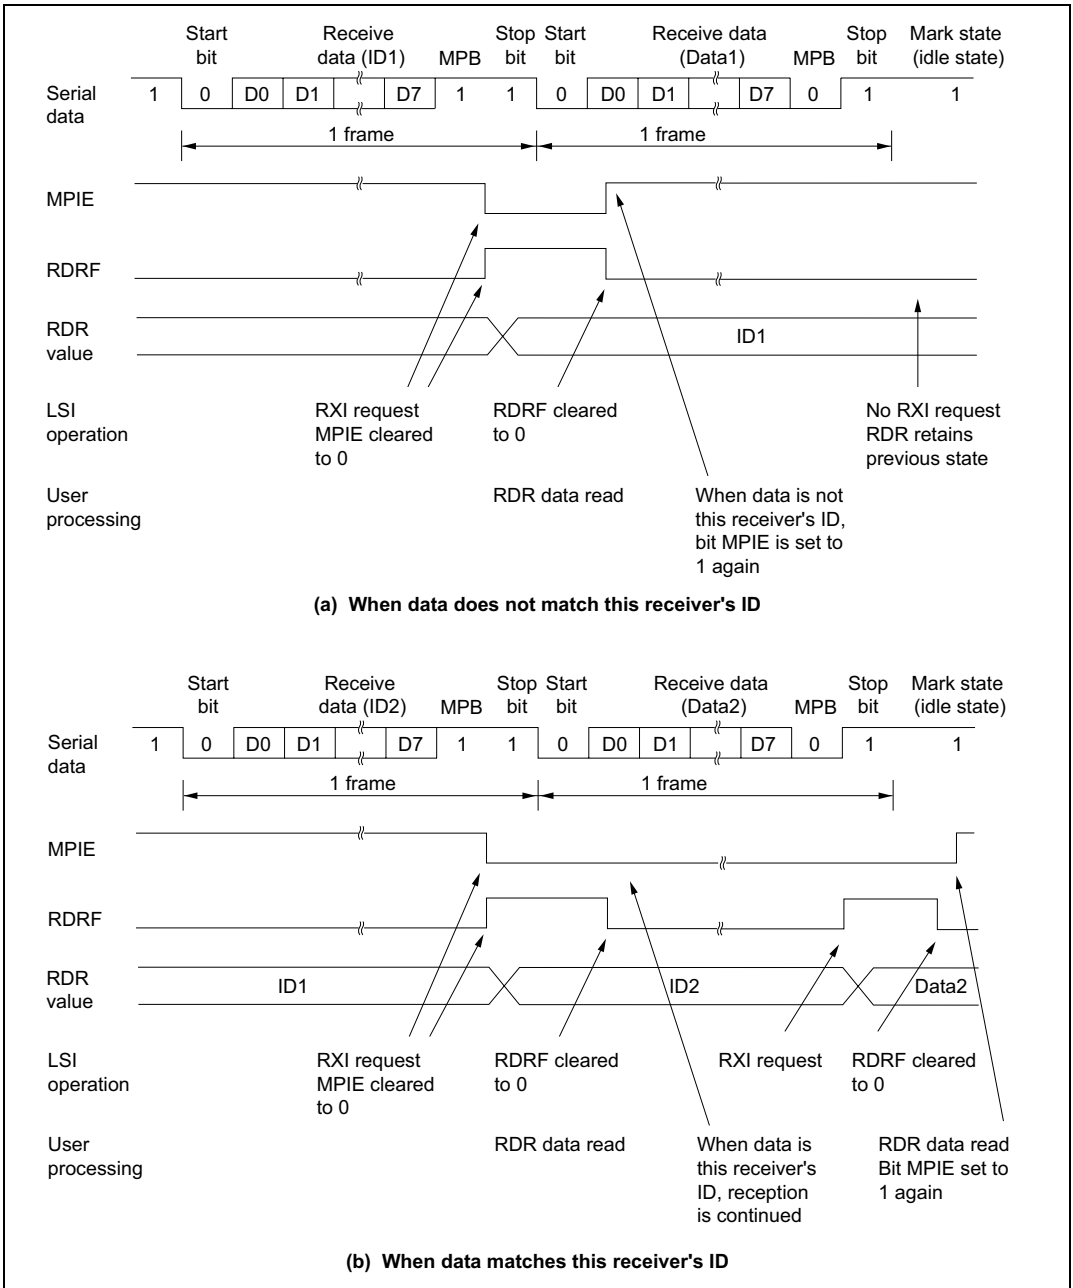 Start bit Receive data (ID1) MPB Stop bit Start bit Receive data (Data1) MPB Stop bit Mark state (idle state)
Serial data 1 0 D0 D1 D7 1 1 0 D0 D1 D7 0 1 1
1 frame 1 frame
MPIE
RDRF
RDR value ID1
LSI operation
RXI request
MPIE cleared
to 0
RDRF cleared
to 0
No RXI request
RDR retains
previous state
User processing
RDR data read
When data is not
this receiver's ID,
bit MPIE is set to
1 again
(a) When data does not match this receiver's ID
Start bit Receive data (ID2) MPB Stop bit Start bit Receive data (Data2) MPB Stop bit Mark state (idle state)
Serial data 1 0 D0 D1 D7 1 1 0 D0 D1 D7 0 1 1
1 frame 1 frame
MPIE
RDRF
RDR value ID1 ID2 Data2
LSI operation
RXI request
MPIE cleared
to 0
RDRF cleared
to 0
RXI request
RDRF cleared
to 0
User processing
RDR data read
When data is
this receiver's
ID, reception
is continued
RDR data read
Bit MPIE set to
1 again
(b) When data matches this receiver's ID